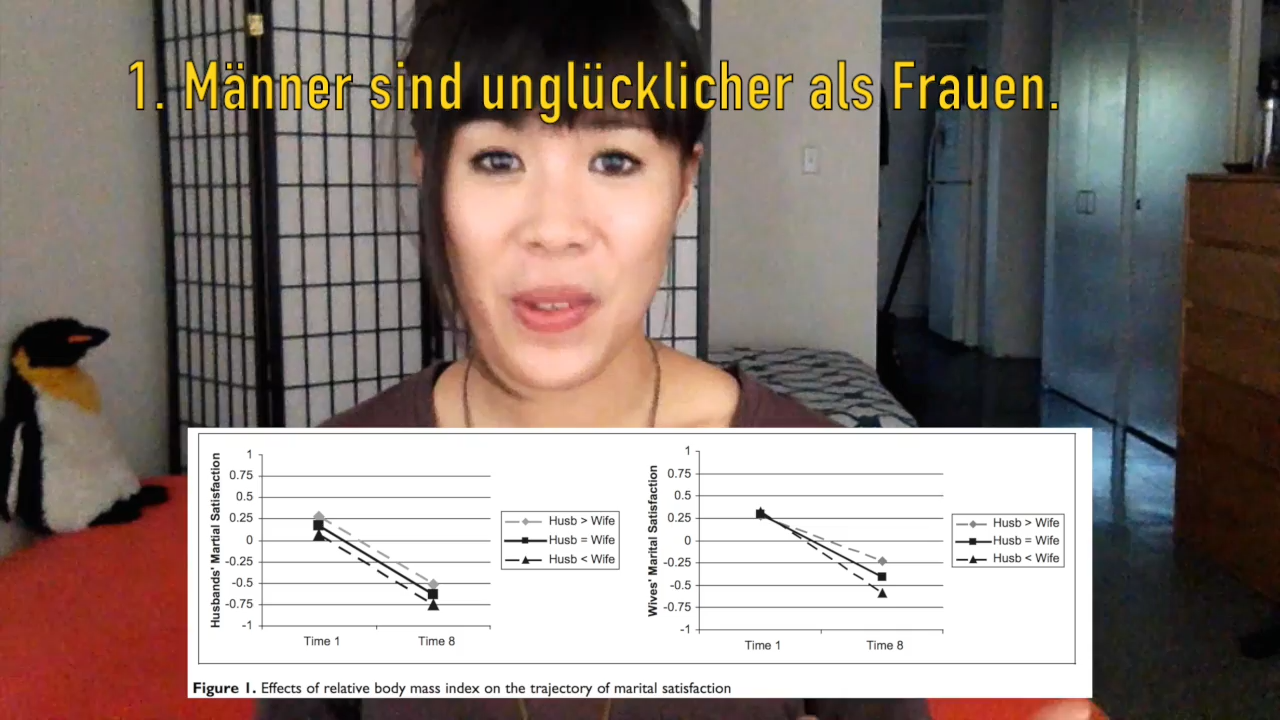 1. Männer sind unglücklicher als Frauen.
Husbands' Martial Satisfaction
1
0.75
0.5
0.25
0
-0.25
-0.5
-0.75
-1
Time 1 Time 8
Husb > Wife
Husb = Wife
Husb < Wife
Wives' Marital Satisfaction
1
0.75
0.5
0.25
0
-0.25
-0.5
-0.75
-1
Time 1 Time 8
Husb > Wife
Husb = Wife
Husb < Wife
Figure 1. Effects of relative body mass index on the trajectory of marital satisfaction